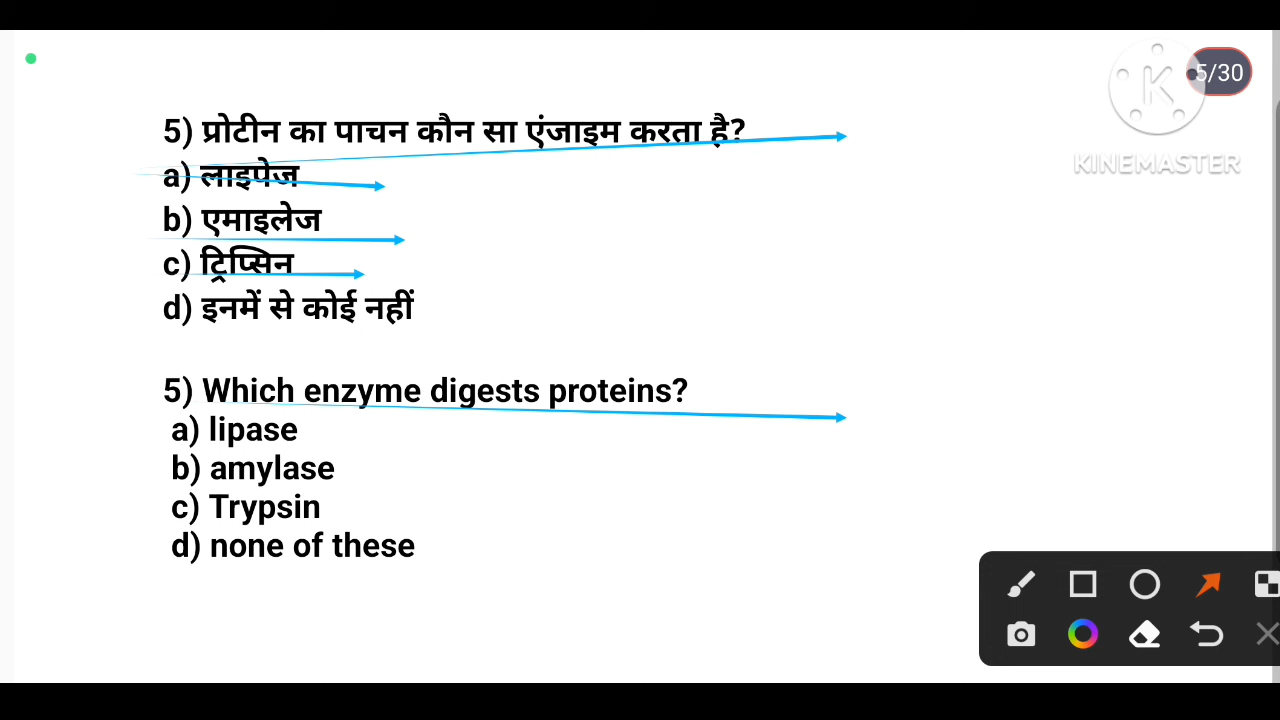 5/30
KINEMASTER
5) प्रोटीन का पाचन कौन सा एंजाइम करता है?
a) लाइपेज
b) एमाइलेज
c) ट्रिप्सिन
d) इनमें से कोई नहीं
5) Which enzyme digests proteins?
a) lipase
b) amylase
c) Trypsin
d) none of these